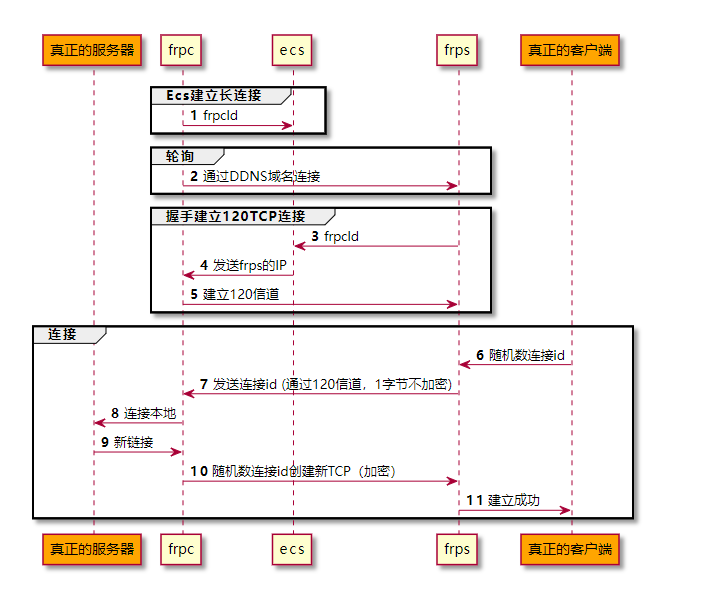 真正的服务器 frpc ecs frps 真正的客户端
Ecs建立长连接
1 frpcId
轮询
2 通过DDNS域名连接
握手建立120TCP连接
3 frpcId
4 发送frps的IP
5 建立120信道
连接
6 随机数连接id
7 发送连接id (通过120信道，1字节不加密)
8 连接本地
9 新链接
10 随机数连接id创建新TCP（加密）
11 建立成功
真正的服务器 frpc ecs frps 真正的客户端